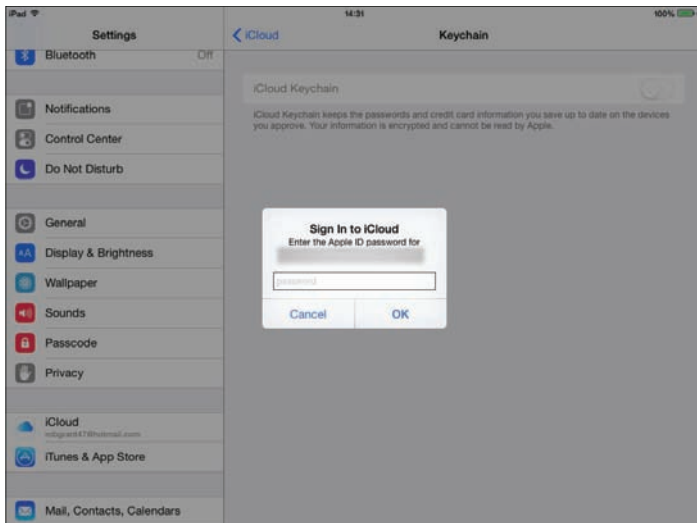 iPad 14:31 100%
Settings
Bluetooth Off
Notifications
Control Center
Do Not Disturb
General
Display & Brightness
Wallpaper
Sounds
Passcode
Privacy
iCloud
iTunes & App Store
Mail, Contacts, Calendars
iCloud Keychain
iCloud Keychain
iCloud Keychain keeps the passwords and credit card information you save up to date on the devices
you approve. Your information is encrypted and cannot be read by Apple.
Sign In to iCloud
Enter the Apple ID password for
password
Cancel OK